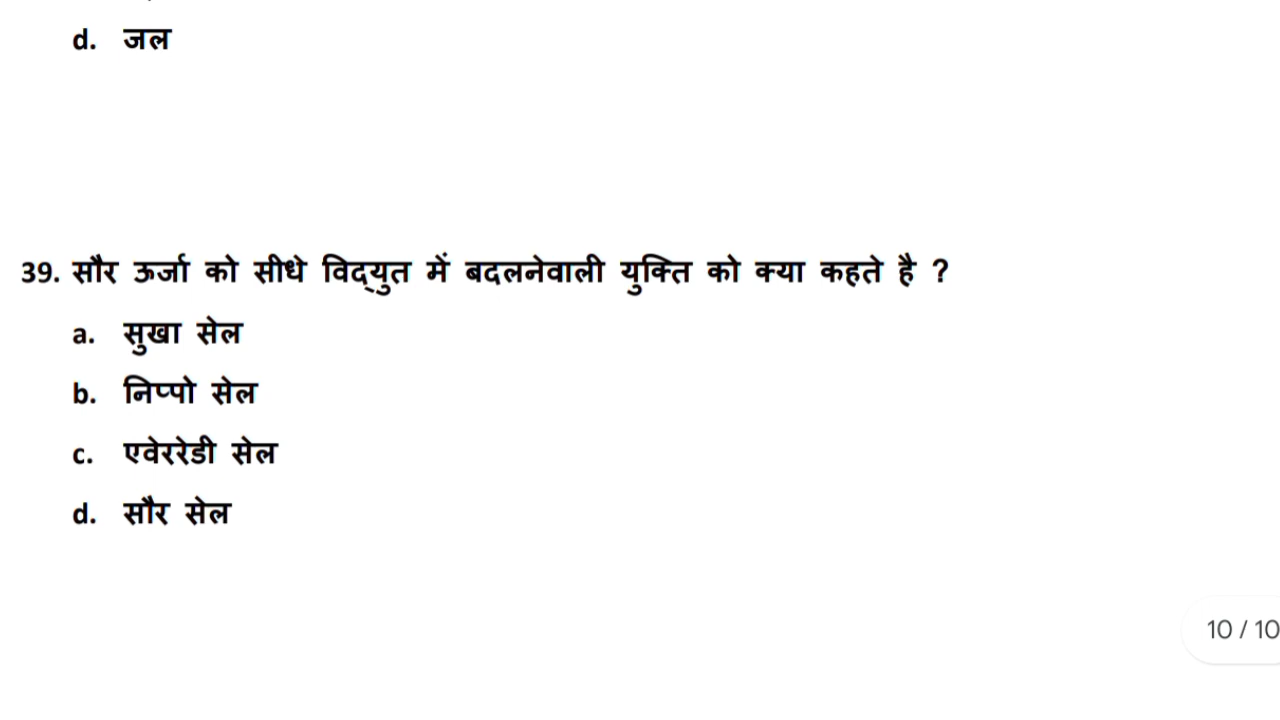 d. जल
39. सौर ऊर्जा को सीधे विद्युत में बदलनेवाली युक्ति को क्या कहते है ?
a. सुखा सेल
b. निप्पो सेल
c. एवेररेडी सेल
d. सौर सेल
10 / 10